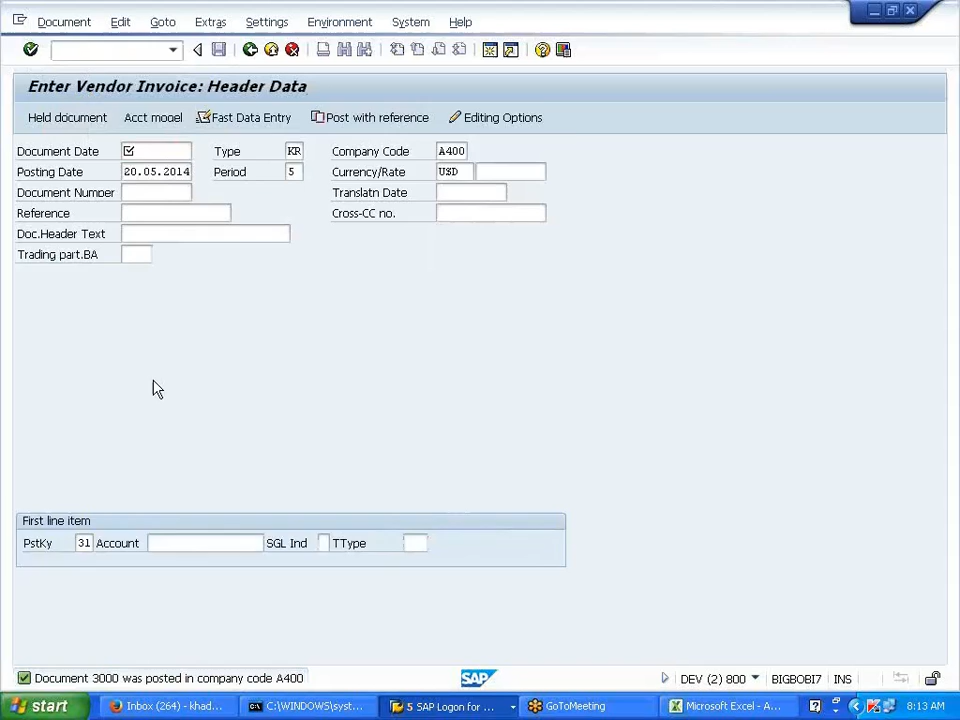 Document Edit Goto Extras Settings Environment System Help
Enter Vendor Invoice: Header Data
Held document Acct model Fast Data Entry Post with reference Editing Options
Document Date Type KR Company Code A400
Posting Date 20.05.2014 Period 5 Currency/Rate USD
Document Number Translatn Date
Reference Cross-CC no.
Doc.Header Text
Trading part.BA
First line item
PstKy 31 Account SGL Ind TType
Document 3000 was posted in company code A400 SAP DEV (2) 800 BIGBOBI7 INS
start Inbox (264) - khad... C:\WINDOWS\syst... 5 SAP Logon for ... GoToMeeting Microsoft Excel - A... 8:13 AM